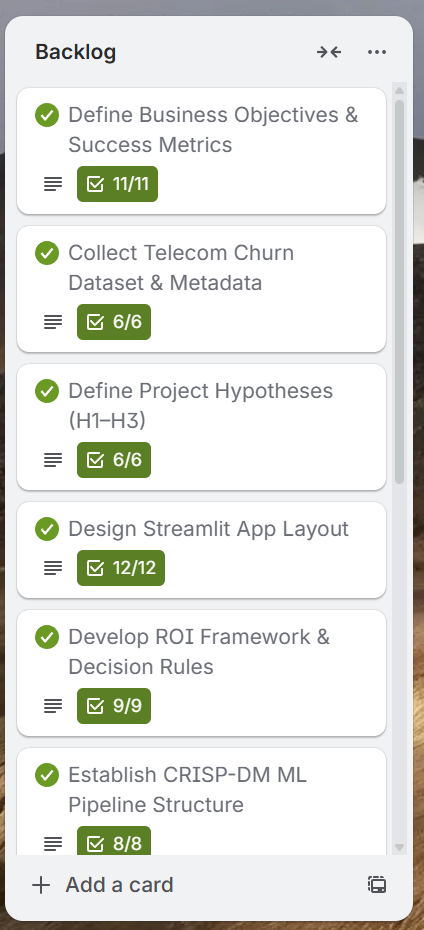 Backlog
Define Business Objectives &
Success Metrics
11/11
Collect Telecom Churn
Dataset & Metadata
6/6
Define Project Hypotheses
(H1–H3)
6/6
Design Streamlit App Layout
12/12
Develop ROI Framework &
Decision Rules
9/9
Establish CRISP-DM ML
Pipeline Structure
8/8
Add a card